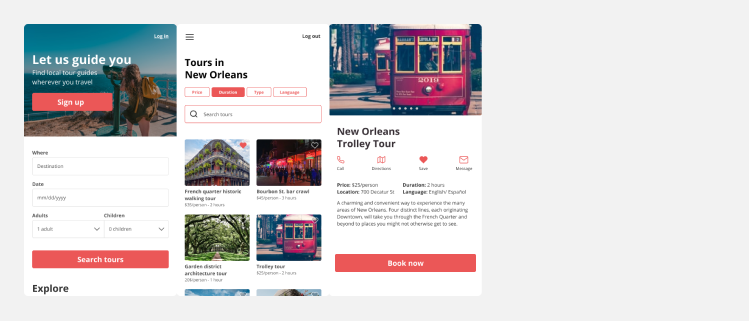 Log in
Let us guide you
Find local tour guides
wherever you travel
Sign up
Where
Destination
Date
mm/dd/yyyy
Adults
Children
1 adult
0 children
Search tours
Explore
Log out
Tours in
New Orleans
Price
Duration
Type
Language
Search tours
French quarter historic
walking tour
$35/person - 2 hours
Bourbon St. bar crawl
$45/person - 3 hours
Garden district
architecture tour
20$/person - 1 hour
Trolley tour
$25/person - 2 hours
2019
New Orleans
Trolley Tour
Call
Directions
Save
Message
Price: $25/person
Duration: 2 hours
Location: 700 Decatur St
Language: English/ Español
A charming and convenient way to experience the many
areas of New Orleans. Four distinct lines, each originating
Downtown, will take you through the French Quarter and
beyond to places you might not otherwise get to see.
Book now